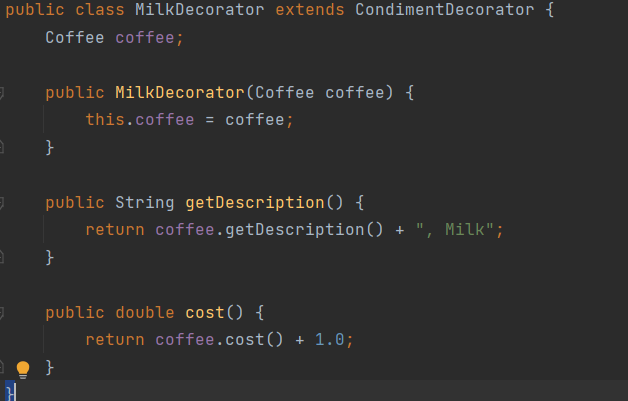 public class MilkDecorator extends CondimentDecorator {
    Coffee coffee;

    public MilkDecorator(Coffee coffee) {
        this.coffee = coffee;
    }

    public String getDescription() {
        return coffee.getDescription() + ", Milk";
    }

    public double cost() {
        return coffee.cost() + 1.0;
    }
}